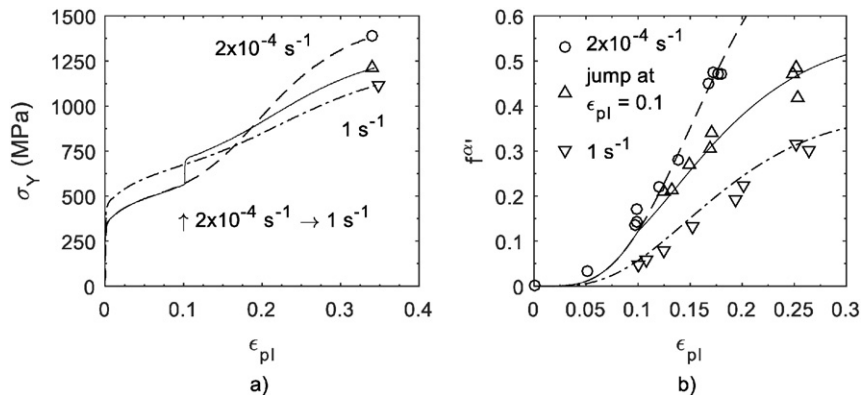 1500
1250
1000
750
500
250
0
σY (MPa)
2x10⁻⁴ s⁻¹
1 s⁻¹
↑ 2x10⁻⁴ s⁻¹ → 1 s⁻¹
0 0.1 0.2 0.3 0.4
εpl
a)
0.6
0.5
0.4
0.3
0.2
0.1
0
fα'
2x10⁻⁴ s⁻¹
jump at
εpl = 0.1
1 s⁻¹
0 0.05 0.1 0.15 0.2 0.25 0.3
εpl
b)